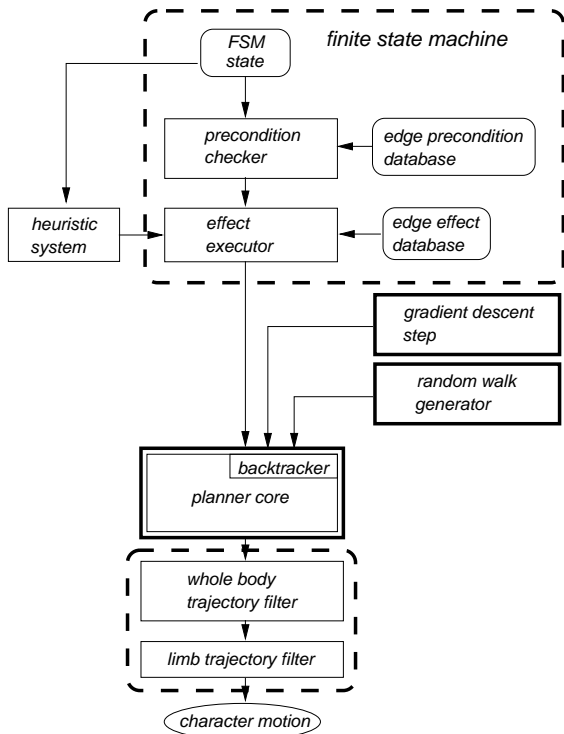 FSM
state
finite state machine
precondition
checker
edge precondition
database
heuristic
system
effect
executor
edge effect
database
gradient descent
step
random walk
generator
backtracker
planner core
whole body
trajectory filter
limb trajectory filter
character motion